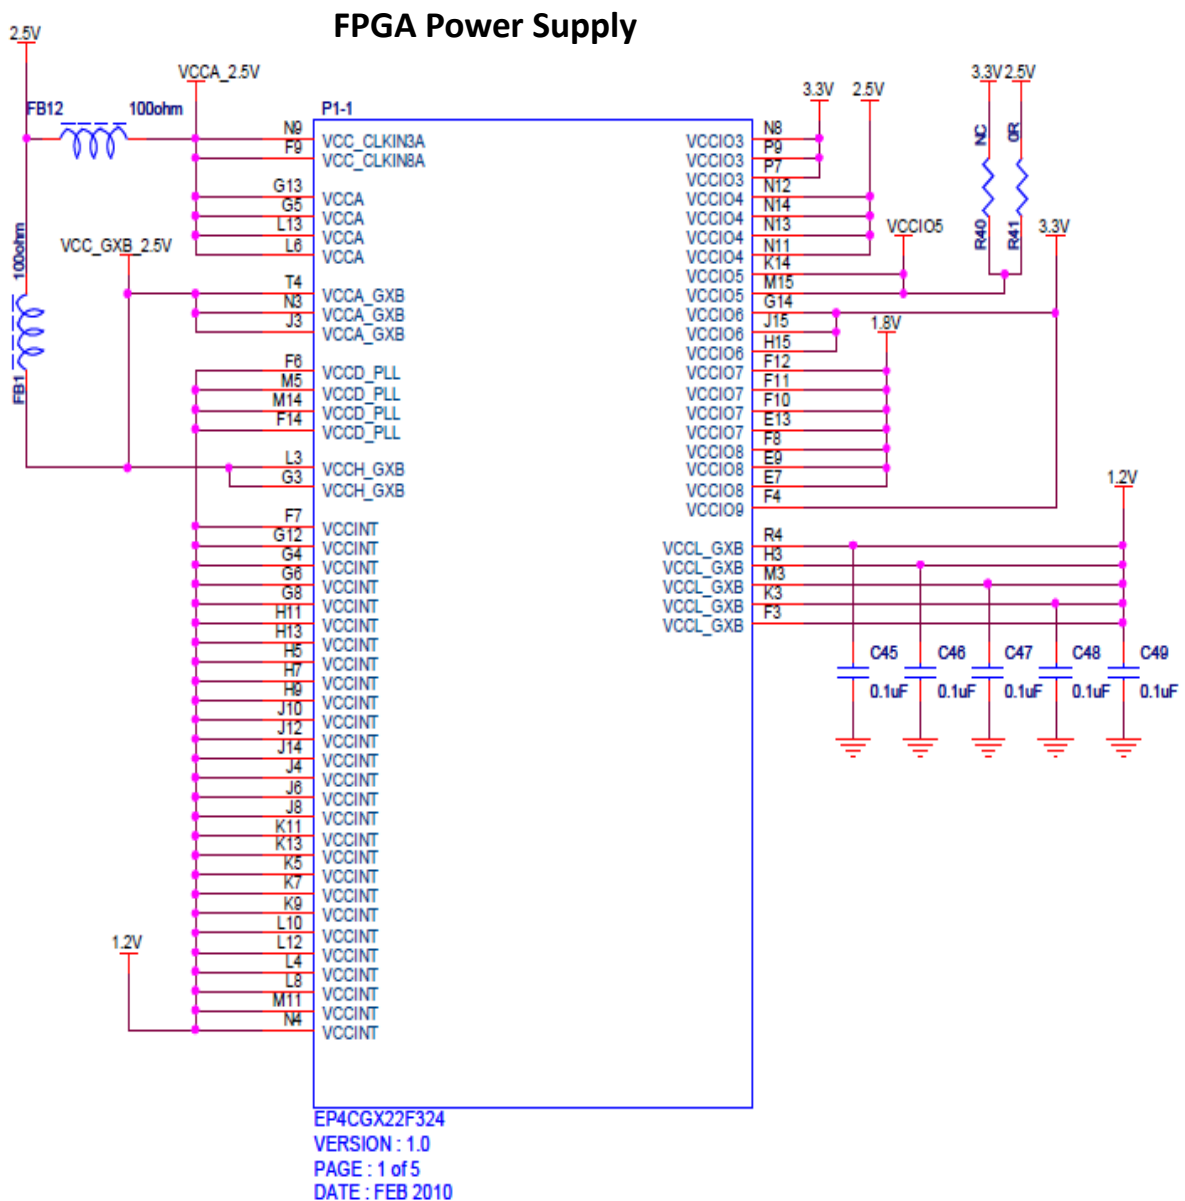 FPGA Power Supply
2.5V
VCCA_2.5V
FB12
100ohm
P1-1
3.3V
2.5V
3.3V
2.5V
N9
VCC_CLKIN3A
F9
VCC_CLKIN8A
G13
VCCA
G5
VCCA
L13
VCCA
L6
VCCA
100ohm
FB1
VCC_GXB_2.5V
T4
VCCA_GXB
N3
VCCA_GXB
J3
VCCA_GXB
F6
VCCD_PLL
M5
VCCD_PLL
M14
VCCD_PLL
F14
VCCD_PLL
L3
VCCH_GXB
G3
VCCH_GXB
F7
VCCINT
G12
VCCINT
G4
VCCINT
G6
VCCINT
G8
VCCINT
H11
VCCINT
H13
VCCINT
H5
VCCINT
H7
VCCINT
H9
VCCINT
J10
VCCINT
J12
VCCINT
J14
VCCINT
J4
VCCINT
J6
VCCINT
J8
VCCINT
K11
VCCINT
K13
VCCINT
K5
VCCINT
K7
VCCINT
K9
VCCINT
L10
VCCINT
L12
VCCINT
L4
VCCINT
L8
VCCINT
M11
VCCINT
N4
VCCINT
1.2V
VCCIO3
N8
VCCIO3
P9
VCCIO3
P7
VCCIO4
N12
VCCIO4
N14
VCCIO4
N13
VCCIO4
N11
VCCIO5
K14
VCCIO5
M15
VCCIO6
G14
VCCIO6
J15
VCCIO6
H15
VCCIO7
F12
VCCIO7
F11
VCCIO7
F10
VCCIO7
E13
VCCIO8
F8
VCCIO8
E9
VCCIO8
E7
VCCIO9
F4
VCCL_GXB
R4
VCCL_GXB
H3
VCCL_GXB
M3
VCCL_GXB
K3
VCCL_GXB
F3
VCCIO5
NC
R40
0R
R41
3.3V
1.8V
1.2V
C45
0.1uF
C46
0.1uF
C47
0.1uF
C48
0.1uF
C49
0.1uF
EP4CGX22F324
VERSION : 1.0
PAGE : 1 of 5
DATE : FEB 2010